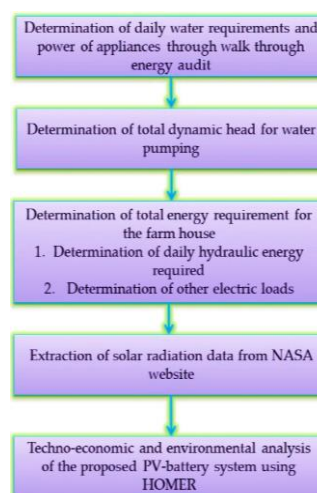 Determination of daily water requirements and
power of appliances through walk through
energy audit
Determination of total dynamic head for water
pumping
Determination of total energy requirement for
the farm house
1. Determination of daily hydraulic energy
required
2. Determination of other electric loads
Extraction of solar radiation data from NASA
website
Techno-economic and environmental analysis
of the proposed PV-battery system using
HOMER